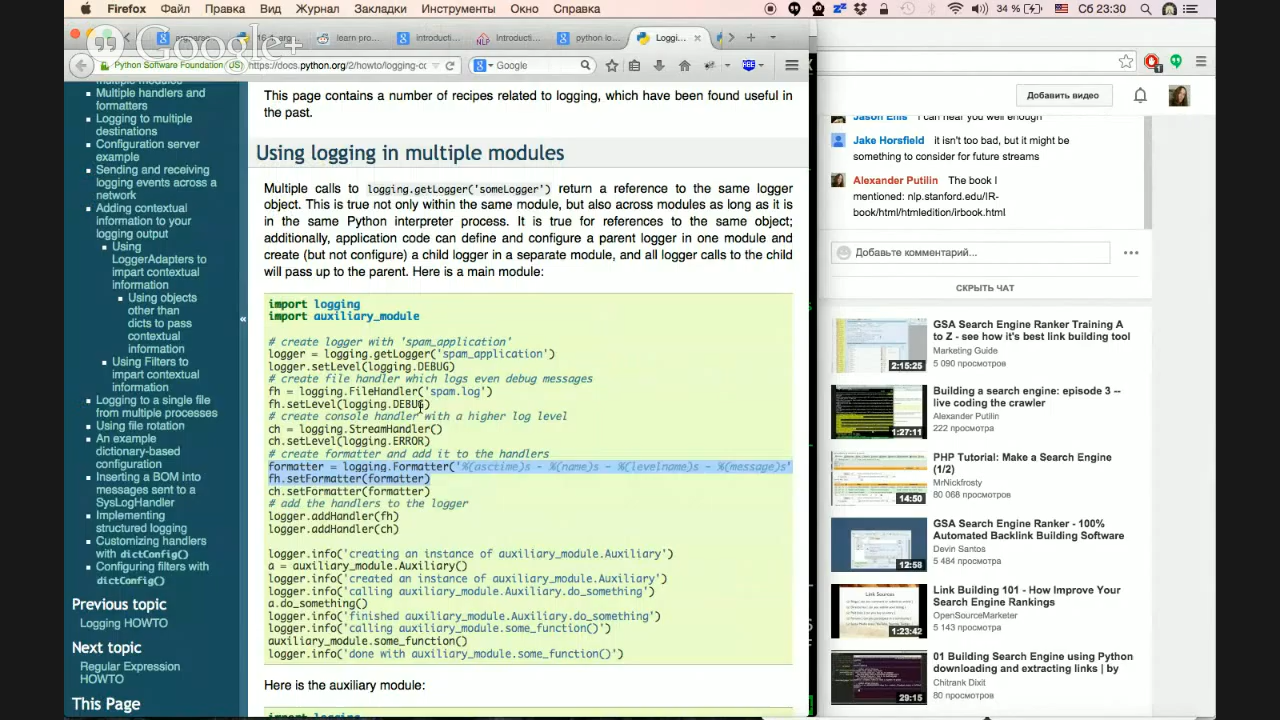 Firefox Файл Правка Вид Журнал Закладки Инструменты Окно Справка 34 % Сб 23:30
Google+
learn pro... introducti... Introducti... python lo... Loggi...
Python Software Foundation (US) https://docs.python.org/2/howto/logging-cc Google
Multiple handlers and
formatters
Logging to multiple
destinations
Configuration server
example
Sending and receiving
logging events across a
network
Adding contextual
information to your
logging output
Using
LoggerAdapters to
impart contextual
information
Using objects
other than
dicts to pass
contextual
information
Using Filters to
impart contextual
information
Logging to a single file
from multiple processes
Using file rotation
An example
dictionary-based
configuration
Inserting a BOM into
messages sent to a
SysLogHandler
Implementing
structured logging
Customizing handlers
with dictConfig()
Configuring filters with
dictConfig()
Previous topic
Logging HOWTO
Next topic
Regular Expression
HOWTO
This Page
«
This page contains a number of recipes related to logging, which have been found useful in
the past.
Using logging in multiple modules
Multiple calls to logging.getLogger('someLogger') return a reference to the same logger
object. This is true not only within the same module, but also across modules as long as it is
in the same Python interpreter process. It is true for references to the same object;
additionally, application code can define and configure a parent logger in one module and
create (but not configure) a child logger in a separate module, and all logger calls to the child
will pass up to the parent. Here is a main module:
import logging
import auxiliary_module
# create logger with 'spam_application'
logger = logging.getLogger('spam_application')
logger.setLevel(logging.DEBUG)
# create file handler which logs even debug messages
fh = logging.FileHandler('spam.log')
fh.setLevel(logging.DEBUG)
# create console handler with a higher log level
ch = logging.StreamHandler()
ch.setLevel(logging.ERROR)
# create formatter and add it to the handlers
formatter = logging.Formatter('%(asctime)s - %(name)s - %(levelname)s - %(message)s'
fh.setFormatter(formatter)
ch.setFormatter(formatter)
# add the handlers to the logger
logger.addHandler(fh)
logger.addHandler(ch)
logger.info('creating an instance of auxiliary_module.Auxiliary')
a = auxiliary_module.Auxiliary()
logger.info('created an instance of auxiliary_module.Auxiliary')
logger.info('calling auxiliary_module.Auxiliary.do_something')
a.do_something()
logger.info('finished auxiliary_module.Auxiliary.do_something')
logger.info('calling auxiliary_module.some_function()')
auxiliary_module.some_function()
logger.info('done with auxiliary_module.some_function()')
Here is the auxiliary module:
import logging
Добавить видео
Jason Ellis I can hear you well enough
Jake Horsfield it isn't too bad, but it might be
something to consider for future streams
Alexander Putilin The book I
mentioned: nlp.stanford.edu/IR-
book/html/htmledition/irbook.html
Добавьте комментарий...
СКРЫТЬ ЧАТ
GSA Search Engine Ranker Training A
to Z - see how it's best link building tool
Marketing Guide
5 090 просмотра
2:15:25
Building a search engine: episode 3 --
live coding the crawler
Alexander Putilin
222 просмотра
1:27:11
PHP Tutorial: Make a Search Engine
(1/2)
MrNickfrosty
80 068 просмотров
14:50
GSA Search Engine Ranker - 100%
Automated Backlink Building Software
Devin Santos
5 484 просмотра
12:58
Link Building 101 - How Improve Your
Search Engine Rankings
OpenSourceMarketer
5 143 просмотра
Link Sources
1:23:42
01 Building Search Engine using Python
downloading and extracting links | by
Chitrank Dixit
80 просмотров
29:15